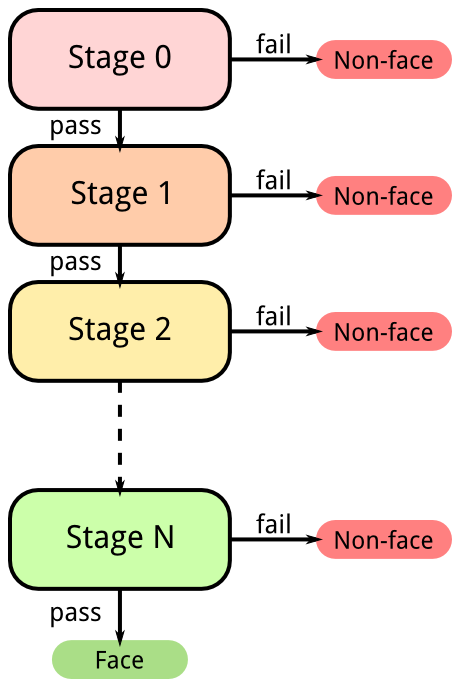 Stage 0
fail
Non-face
pass
Stage 1
fail
Non-face
pass
Stage 2
fail
Non-face
Stage N
fail
Non-face
pass
Face